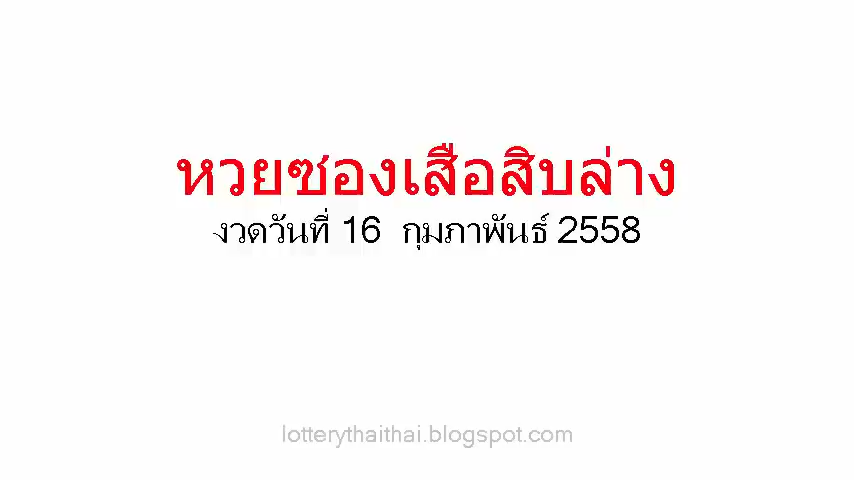 หวยซองเสือสิบล่าง
งวดวันที่ 16 กุมภาพันธ์ 2558
lotterythaithai.blogspot.com